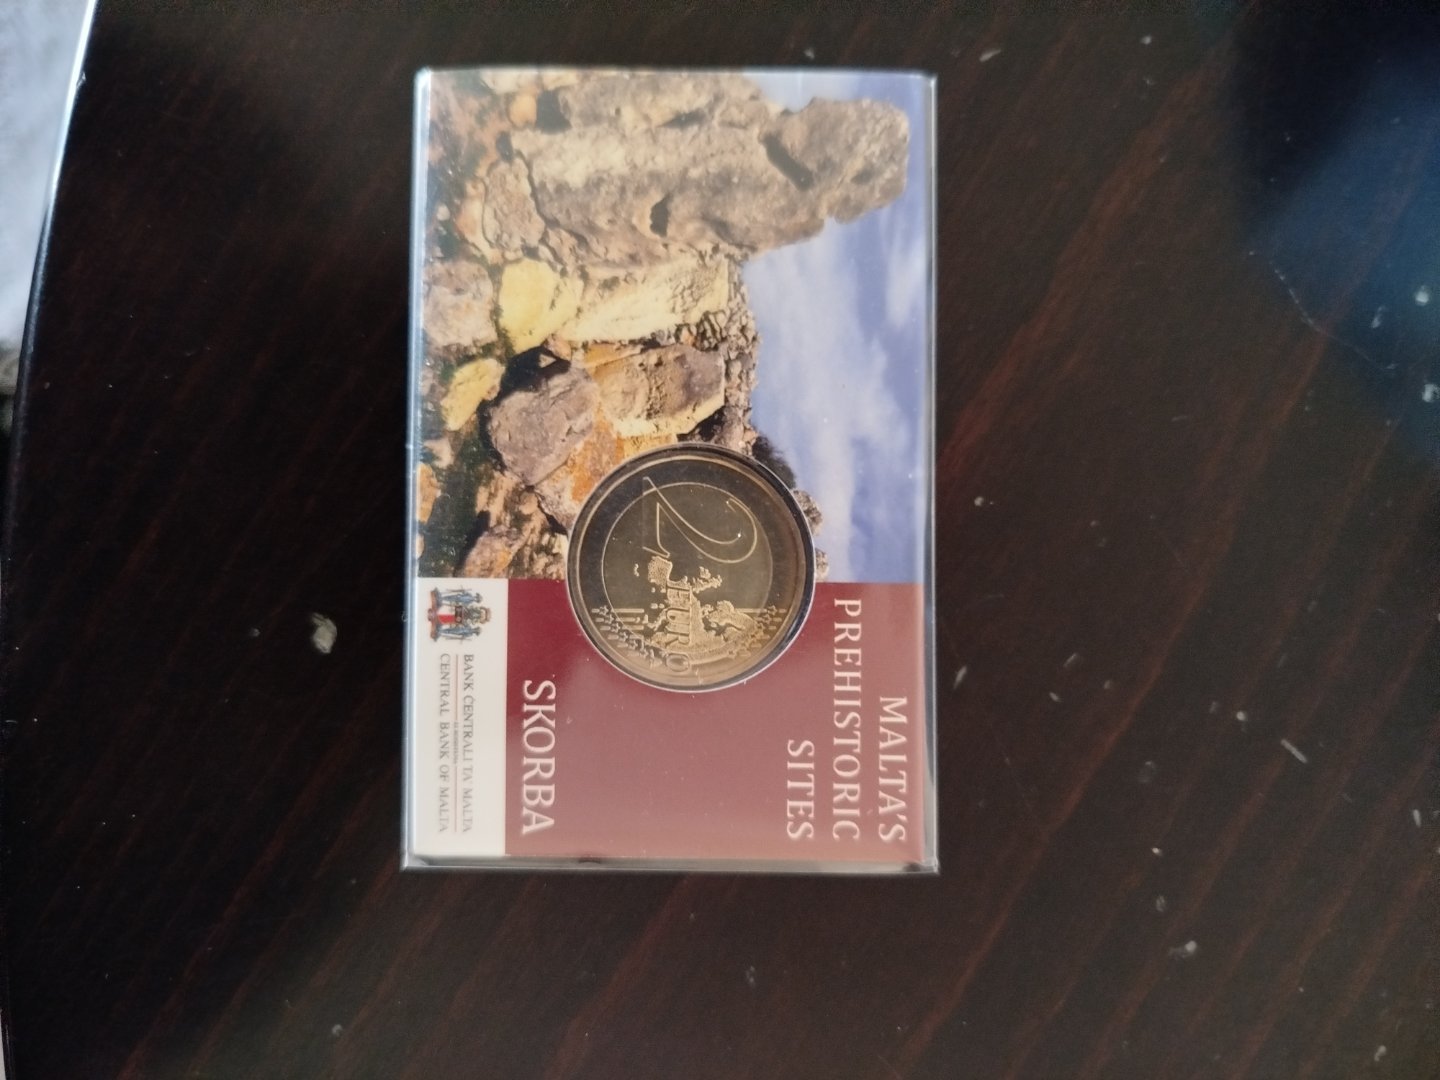 MALTA'S
PREHISTORIC
SITES
2
EURO
SKORBA
BANK ĊENTRALI TA' MALTA
CENTRAL BANK OF MALTA